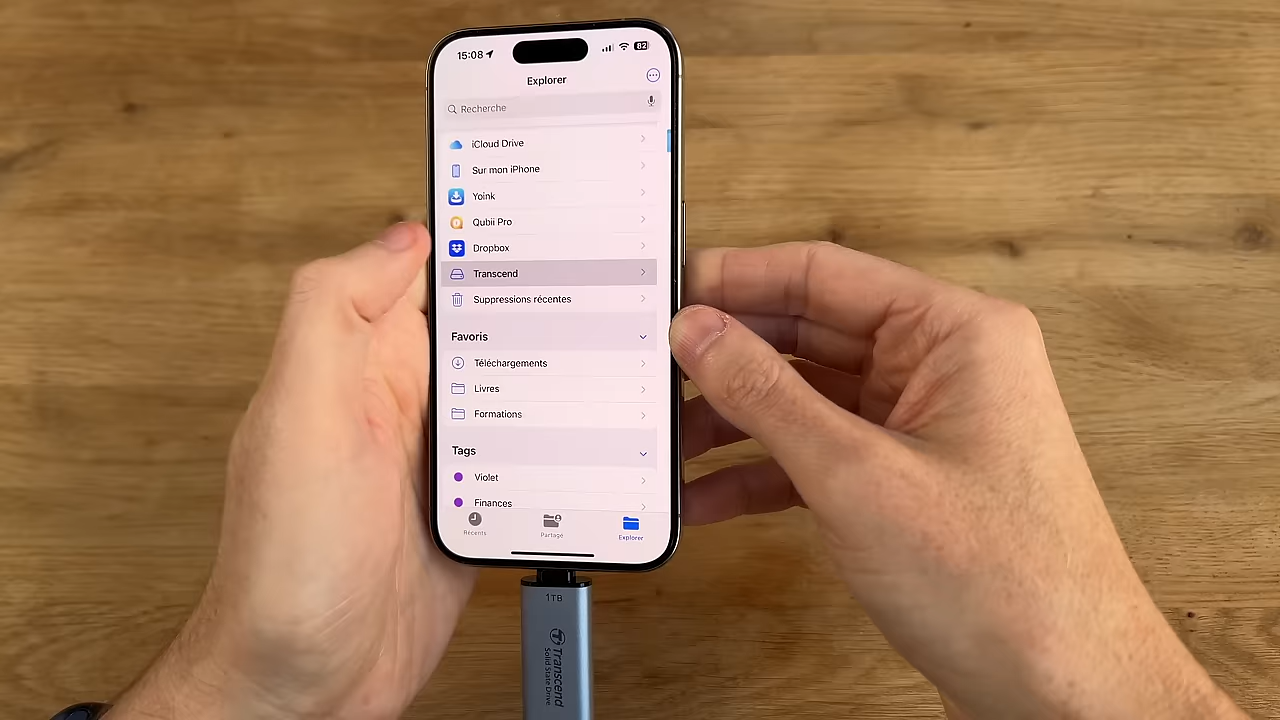 15:08
82
Explorer
Recherche
iCloud Drive
Sur mon iPhone
Yoink
Qubii Pro
Dropbox
Transcend
Suppressions récentes
Favoris
Téléchargements
Livres
Formations
Tags
Violet
Finances
Récents
Partagé
Explorer
1TB
Transcend
Solid State Drive